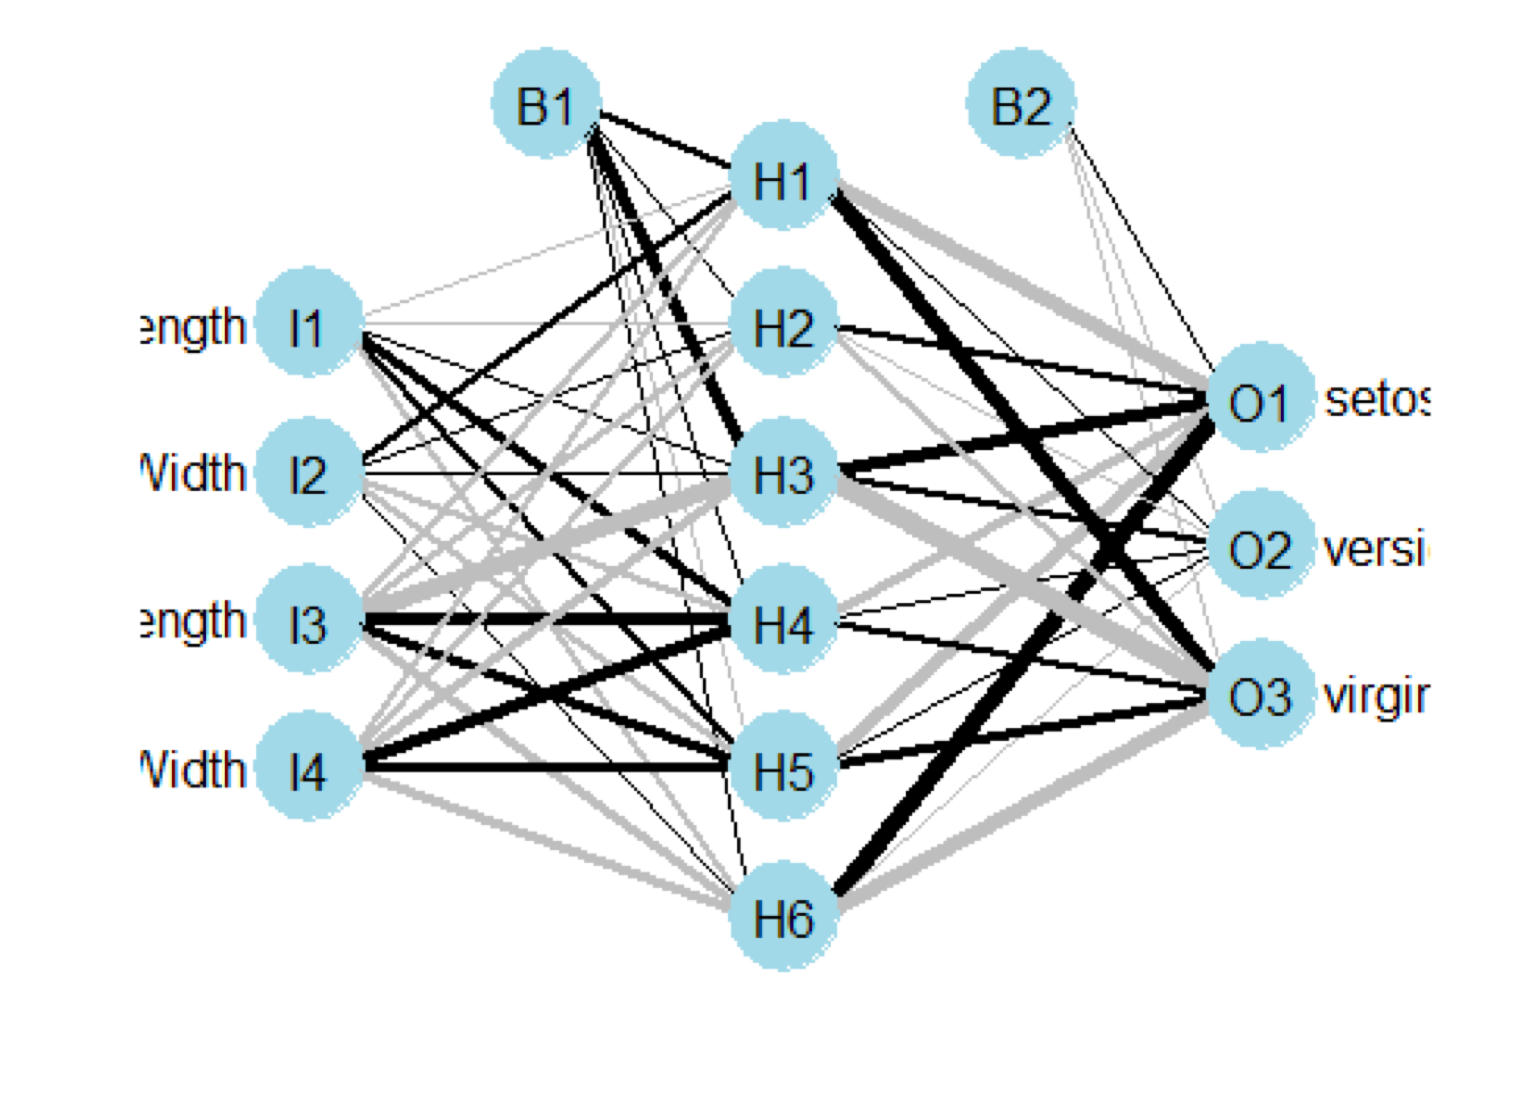 B1
B2
H1
ength I1
H2
O1 setos
Width I2
H3
O2 versi
ength I3
H4
O3 virgin
Width I4
H5
H6